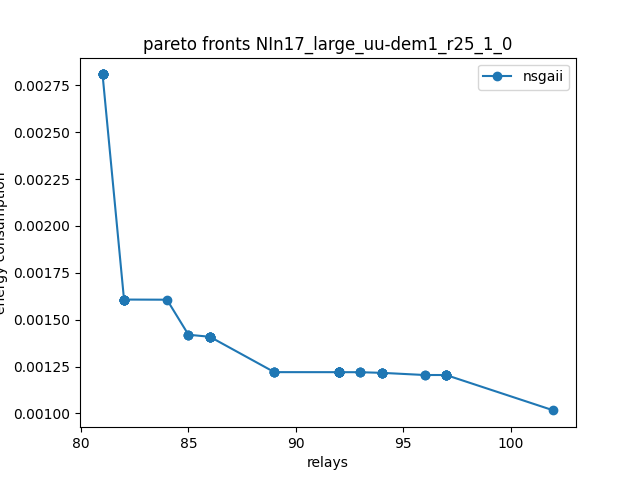 pareto fronts NIn17_large_uu-dem1_r25_1_0
nsgaii
0.00275
0.00250
0.00225
0.00200
0.00175
0.00150
0.00125
0.00100
energy consumption
80 85 90 95 100
relays